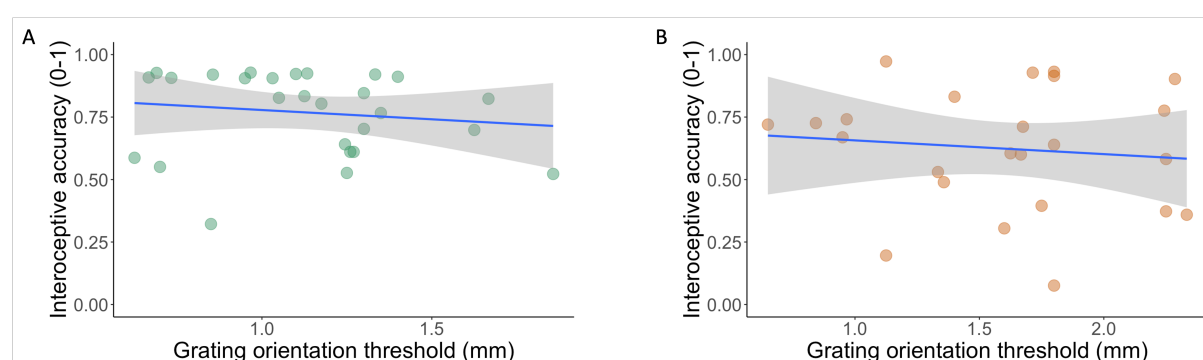 A
Interoceptive accuracy (0-1)
1.00
0.75
0.50
0.25
0.00
1.0 1.5
Grating orientation threshold (mm)
B
Interoceptive accuracy (0-1)
1.00
0.75
0.50
0.25
0.00
1.0 1.5 2.0
Grating orientation threshold (mm)